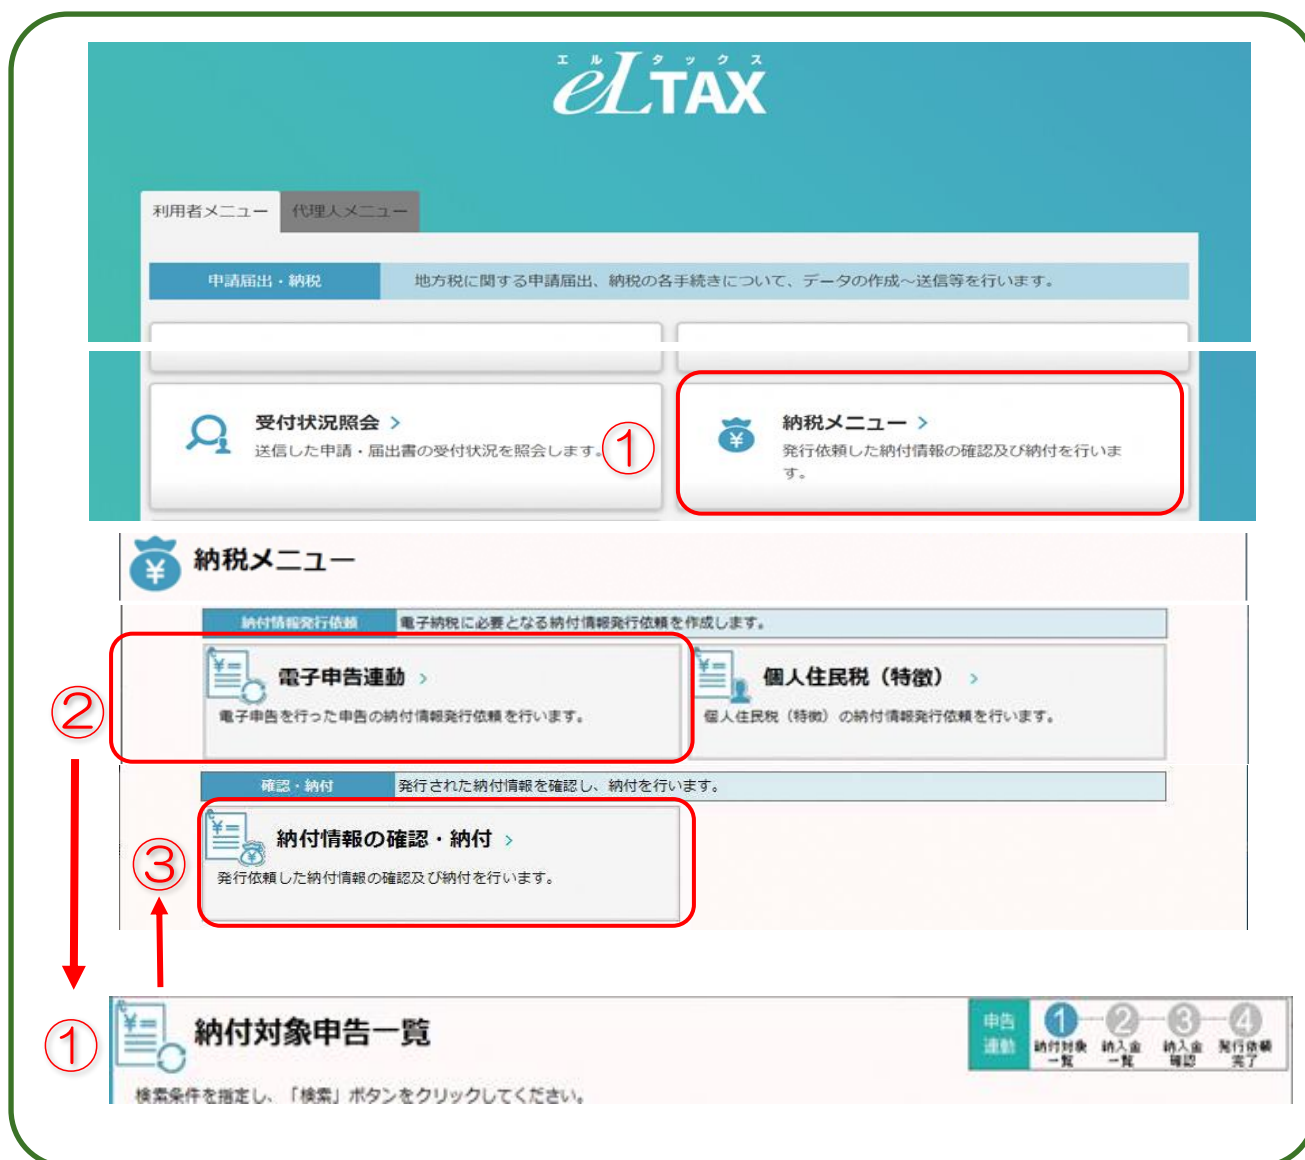 エルタックス
eLTAX
利用者メニュー 代理人メニュー
申請届出・納税 地方税に関する申請届出、納税の各手続きについて、データの作成～送信等を行います。
受付状況照会 >
送信した申請・届出書の受付状況を照会します。
①
納税メニュー >
発行依頼した納付情報の確認及び納付を行いま
す。
納税メニュー
納付情報発行依頼 電子納税に必要となる納付情報発行依頼を作成します。
②
電子申告連動 >
電子申告を行った申告の納付情報発行依頼を行います。
個人住民税（特徴） >
個人住民税（特徴）の納付情報発行依頼を行います。
確認・納付 発行された納付情報を確認し、納付を行います。
③
納付情報の確認・納付 >
発行依頼した納付情報の確認及び納付を行います。
①
納付対象申告一覧
申告
連動
1 2 3 4
納付対象 納入金 納入金 発行依頼
一覧 一覧 確認 完了
検索条件を指定し、「検索」ボタンをクリックしてください。